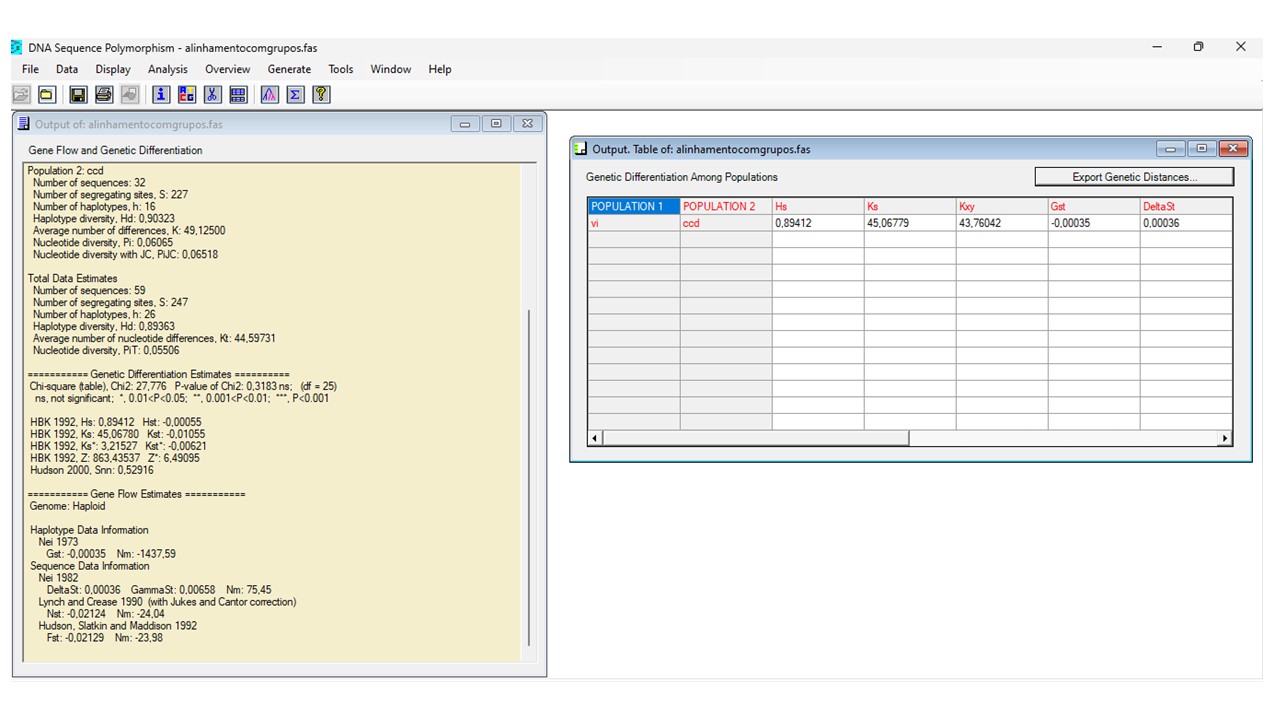 DNA Sequence Polymorphism - alinhamentocomgrupos.fas
File Data Display Analysis Overview Generate Tools Window Help
Output of: alinhamentocomgrupos.fas
Gene Flow and Genetic Differentiation
Population 2: ccd
Number of sequences: 32
Number of segregating sites, S: 227
Number of haplotypes, h: 16
Haplotype diversity, Hd: 0,90323
Average number of differences, K: 49,12500
Nucleotide diversity, Pi: 0,06065
Nucleotide diversity with JC, PiJC: 0,06518
Total Data Estimates
Number of sequences: 59
Number of segregating sites, S: 247
Number of haplotypes, h: 26
Haplotype diversity, Hd: 0,89363
Average number of nucleotide differences, Kt: 44,59731
Nucleotide diversity, PiT: 0,05506
=========== Genetic Differentiation Estimates ==========
Chi-square (table), Chi2: 27,776 P-value of Chi2: 0,3183 ns; (df = 25)
ns, not significant; *, 0.01<P<0.05; **, 0.001<P<0.01; ***, P<0.001
HBK 1992, Hs: 0,89412 Hst: -0,00055
HBK 1992, Ks: 45,06780 Kst: -0,01055
HBK 1992, Ks*: 3,21527 Kst*: -0,00621
HBK 1992, Z: 863,43537 Z*: 6,49095
Hudson 2000, Snn: 0,52916
=========== Gene Flow Estimates ===========
Genome: Haploid
Haplotype Data Information
Nei 1973
Gst: -0,00035 Nm: -1437,59
Sequence Data Information
Nei 1982
DeltaSt: 0,00036 GammaSt: 0,00658 Nm: 75,45
Lynch and Crease 1990 (with Jukes and Cantor correction)
Nst: -0,02124 Nm: -24,04
Hudson, Slatkin and Maddison 1992
Fst: -0,02129 Nm: -23,98
Output. Table of: alinhamentocomgrupos.fas
Genetic Differentiation Among Populations
Export Genetic Distances...
POPULATION 1 POPULATION 2 Hs Ks Kxy Gst DeltaSt
vi ccd 0,89412 45,06779 43,76042 -0,00035 0,00036